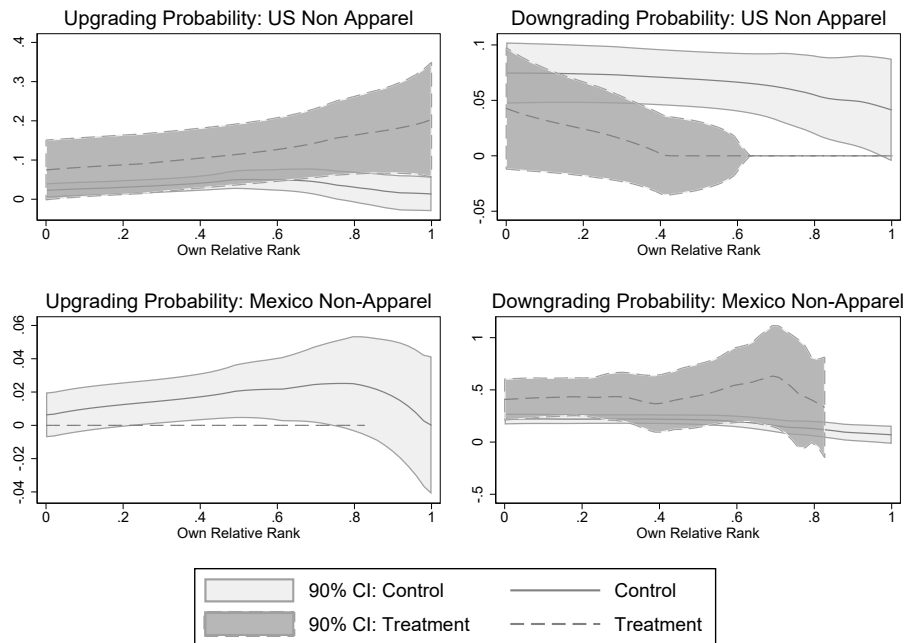 Upgrading Probability: US Non Apparel
.4
.3
.2
.1
0
0 .2 .4 .6 .8 1
Own Relative Rank
Downgrading Probability: US Non Apparel
.1
.05
0
-.05
0 .2 .4 .6 .8 1
Own Relative Rank
Upgrading Probability: Mexico Non-Apparel
.06
.04
.02
0
-.02
-.04
0 .2 .4 .6 .8 1
Own Relative Rank
Downgrading Probability: Mexico Non-Apparel
1
.5
0
-.5
0 .2 .4 .6 .8 1
Own Relative Rank
90% CI: Control Control
90% CI: Treatment Treatment